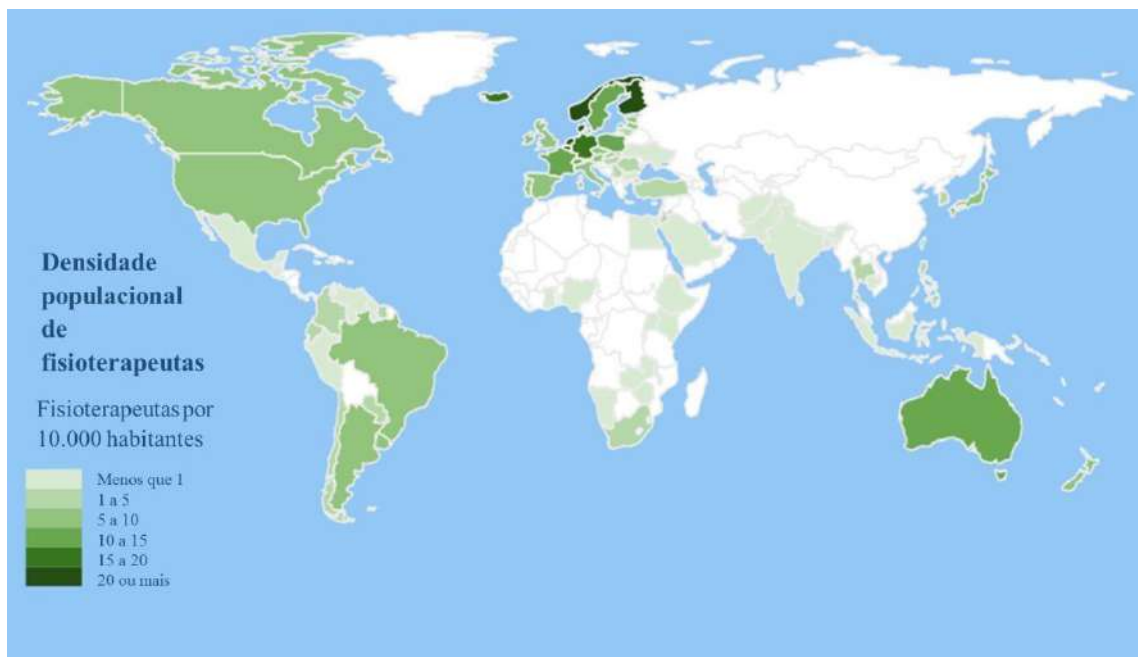 Densidade
populacional
de
fisioterapeutas
Fisioterapeutas por
10.000 habitantes
Menos que 1
1 a 5
5 a 10
10 a 15
15 a 20
20 ou mais